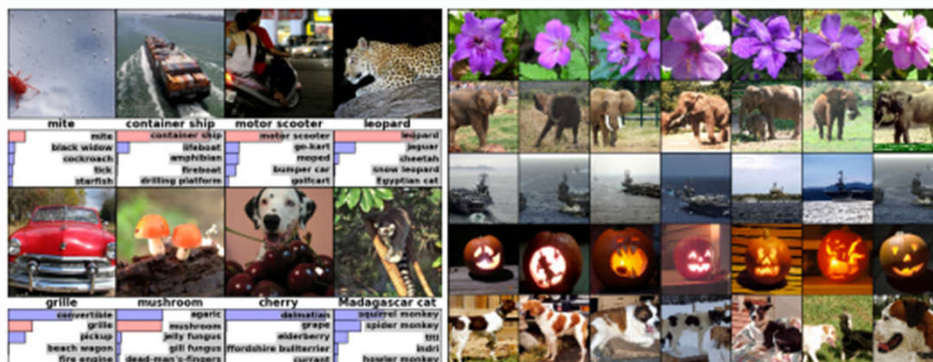 mite
container ship
motor scooter
leopard
mite
black widow
cockroach
tick
starfish
container ship
lifeboat
amphibian
fireboat
drilling platform
motor scooter
go-kart
moped
bumper car
golfcart
leopard
jaguar
cheetah
snow leopard
Egyptian cat
grille
mushroom
cherry
Madagascar cat
convertible
grille
pickup
beach wagon
fire engine
agaric
mushroom
jelly fungus
gill fungus
dead-man's-fingers
dalmatian
grape
elderberry
ffordshire bullterrier
currant
squirrel monkey
spider monkey
titi
indri
howler monkey